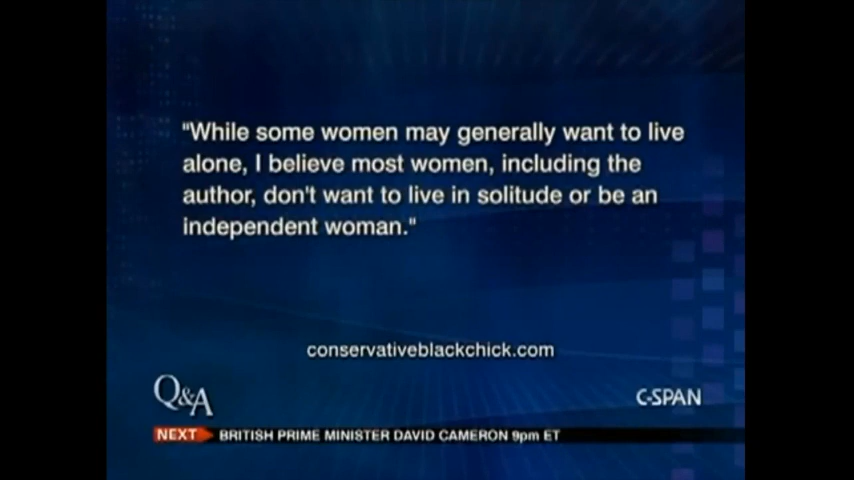 "While some women may generally want to live
alone, I believe most women, including the
author, don't want to live in solitude or be an
independent woman."
conservativeblackchick.com
Q&A
C-SPAN
NEXT BRITISH PRIME MINISTER DAVID CAMERON 9pm ET